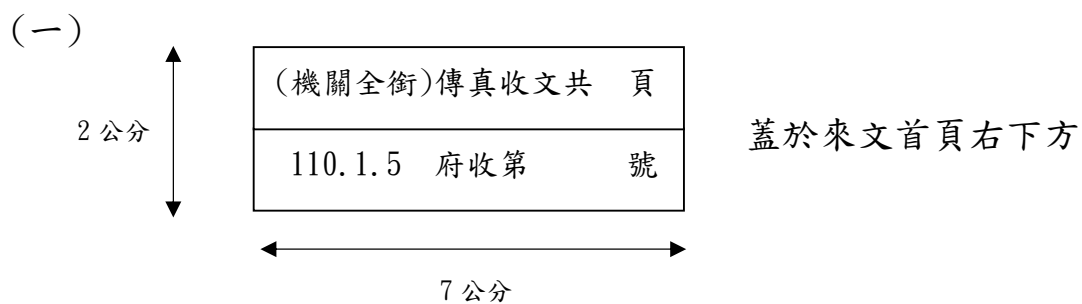 (一)
(機關全銜)傳真收文共 頁
2 公分
蓋於來文首頁右下方
110.1.5 府收第 號
7 公分